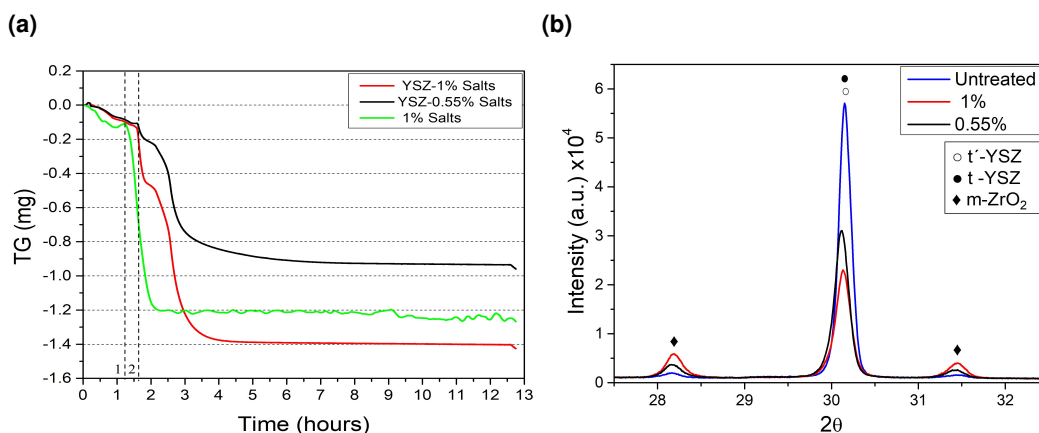 (a)
TG (mg)
0.2
0.0
-0.2
-0.4
-0.6
-0.8
-1.0
-1.2
-1.4
-1.6
YSZ-1% Salts
YSZ-0.55% Salts
1% Salts
1 2
0 1 2 3 4 5 6 7 8 9 10 11 12 13
Time (hours)
(b)
Intensity (a.u.) x10⁴
6
5
4
3
2
1
0
Untreated
1%
0.55%
t´-YSZ
t -YSZ
m-ZrO₂
28 29 30 31 32
2θ